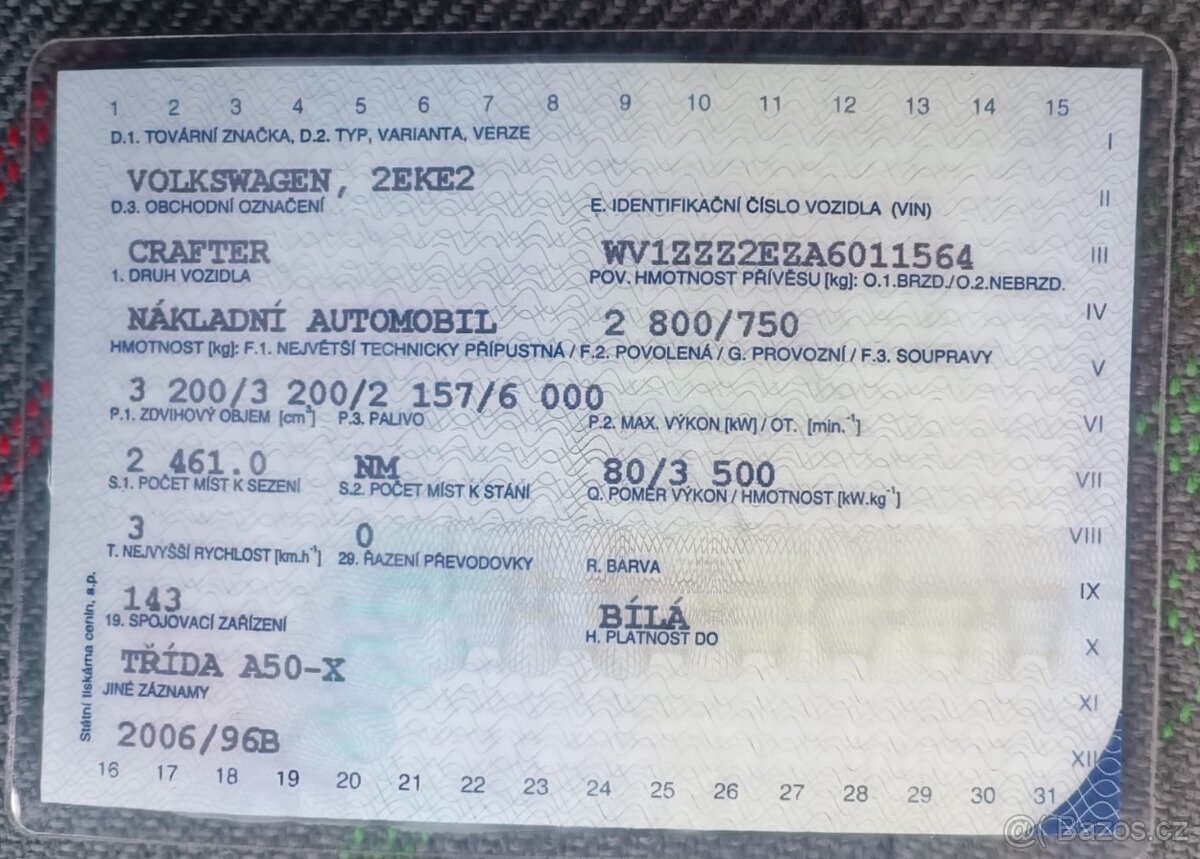 1 2 3 4 5 6 7 8 9 10 11 12 13 14 15
D.1. TOVÁRNÍ ZNAČKA, D.2. TYP, VARIANTA, VERZE
I
VOLKSWAGEN, 2EKE2
II
D.3. OBCHODNÍ OZNAČENÍ E. IDENTIFIKAČNÍ ČÍSLO VOZIDLA (VIN)
CRAFTER WV1ZZZ2EZA6011564
III
1. DRUH VOZIDLA POV. HMOTNOST PŘÍVĚSU [kg]: O.1.BRZD./O.2.NEBRZD.
NÁKLADNÍ AUTOMOBIL 2 800/750
IV
HMOTNOST [kg]: F.1. NEJVĚTŠÍ TECHNICKY PŘÍPUSTNÁ / F.2. POVOLENÁ / G. PROVOZNÍ / F.3. SOUPRAVY
V
3 200/3 200/2 157/6 000
P.1. ZDVIHOVÝ OBJEM [cm³] P.3. PALIVO P.2. MAX. VÝKON [kW] / OT. [min.⁻¹]
VI
2 461.0 NM 80/3 500
VII
S.1. POČET MÍST K SEZENÍ S.2. POČET MÍST K STÁNÍ Q. POMĚR VÝKON / HMOTNOST [kW.kg⁻¹]
3 0
VIII
T. NEJVYŠŠÍ RYCHLOST [km.h⁻¹] 29. ŘAZENÍ PŘEVODOVKY R. BARVA
IX
143 BÍLÁ
19. SPOJOVACÍ ZAŘÍZENÍ H. PLATNOST DO
X
TŘÍDA A50-X
JINÉ ZÁZNAMY
XI
2006/96B
XII
16 17 18 19 20 21 22 23 24 25 26 27 28 29 30 31
Státní tiskárna cenin, s.p.
Bazos.cz